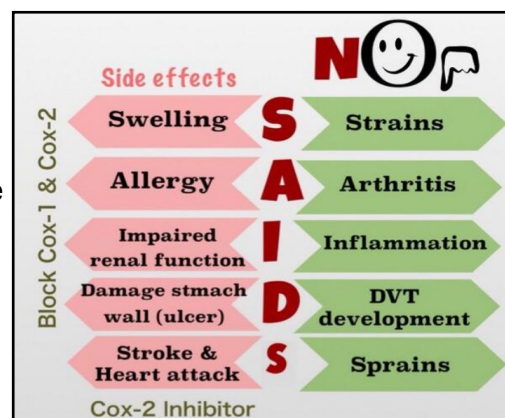 e
NO
Side effects
Block Cox-1 & Cox-2
Swelling
S
Strains
Allergy
A
Arthritis
Impaired
renal function
I
Inflammation
Damage stmach
wall (ulcer)
D
DVT
development
Stroke &
Heart attack
S
Sprains
Cox-2 Inhibitor